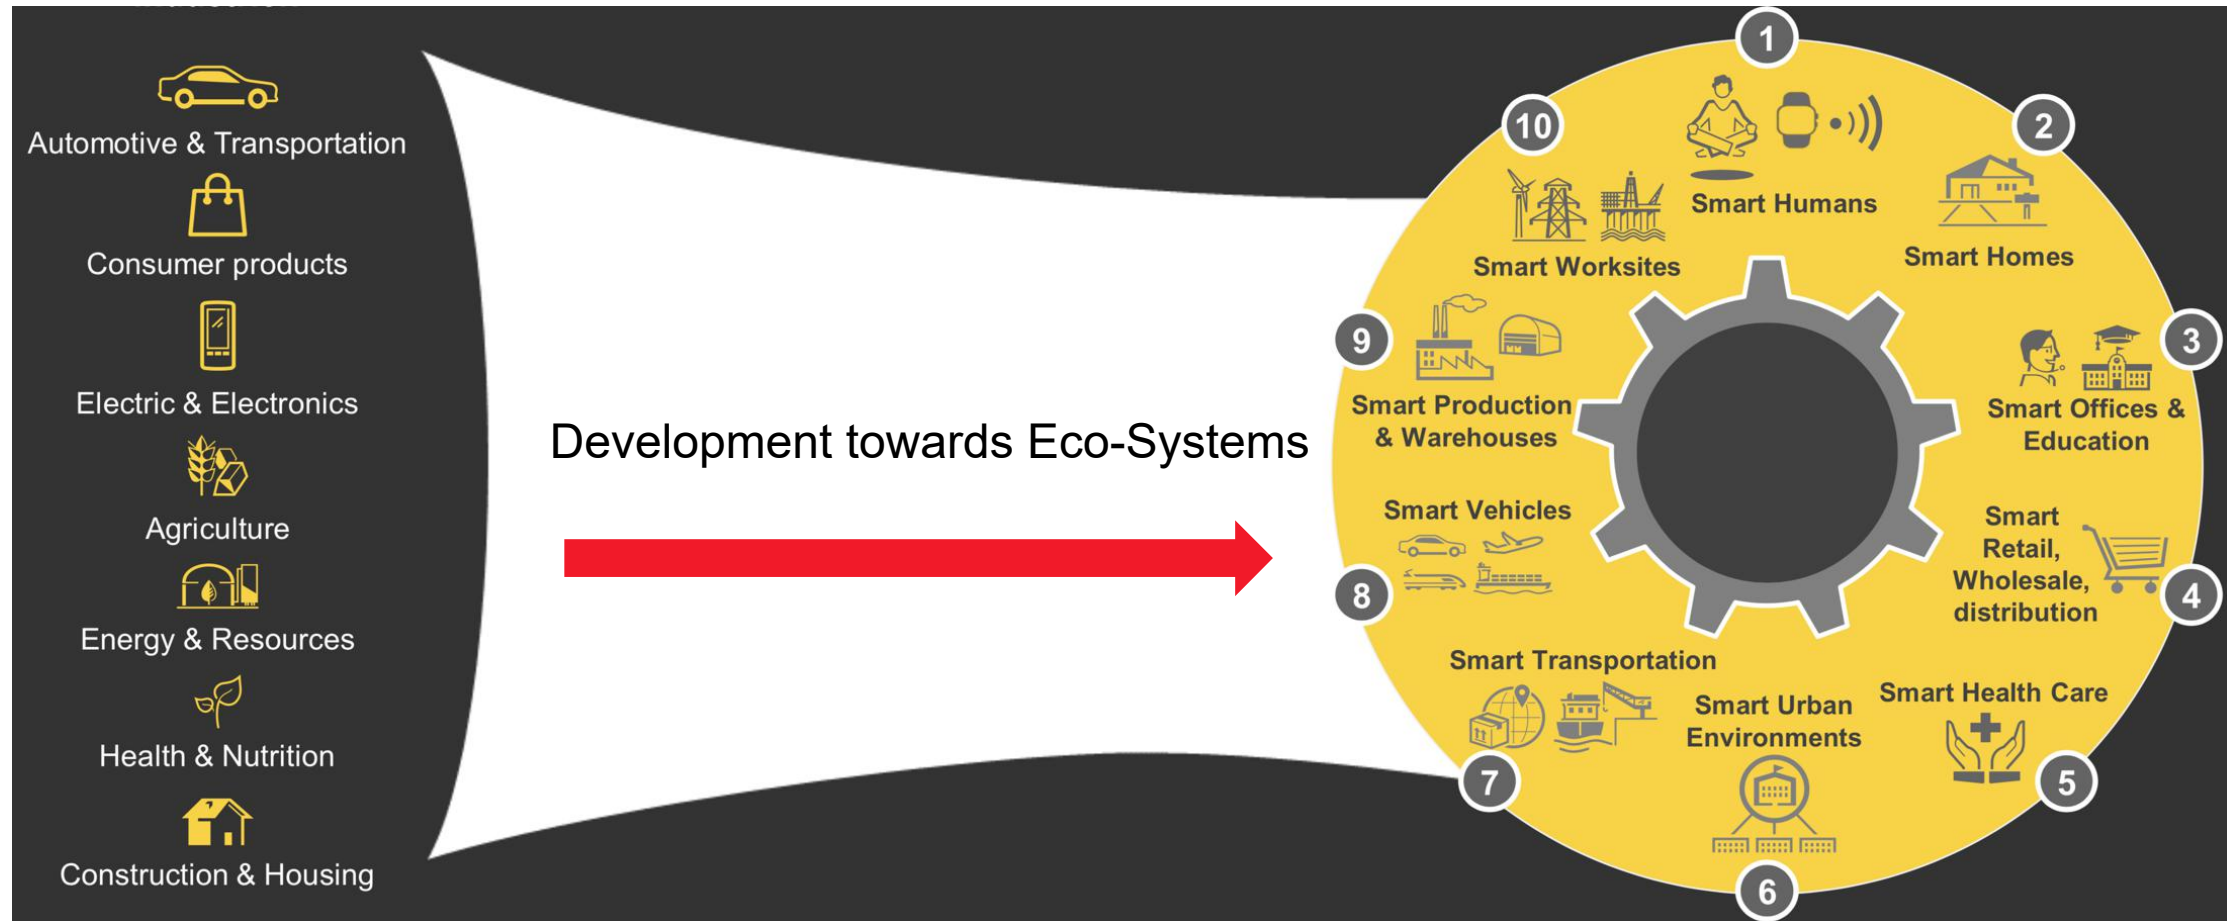 Automotive & Transportation
Consumer products
Electric & Electronics
Agriculture
Energy & Resources
Health & Nutrition
Construction & Housing
Development towards Eco-Systems
1
Smart Humans
2
Smart Homes
3
Smart Offices &
Education
4
Smart
Retail,
Wholesale,
distribution
5
Smart Health Care
6
Smart Urban
Environments
7
Smart Transportation
8
Smart Vehicles
9
Smart Production
& Warehouses
10
Smart Worksites